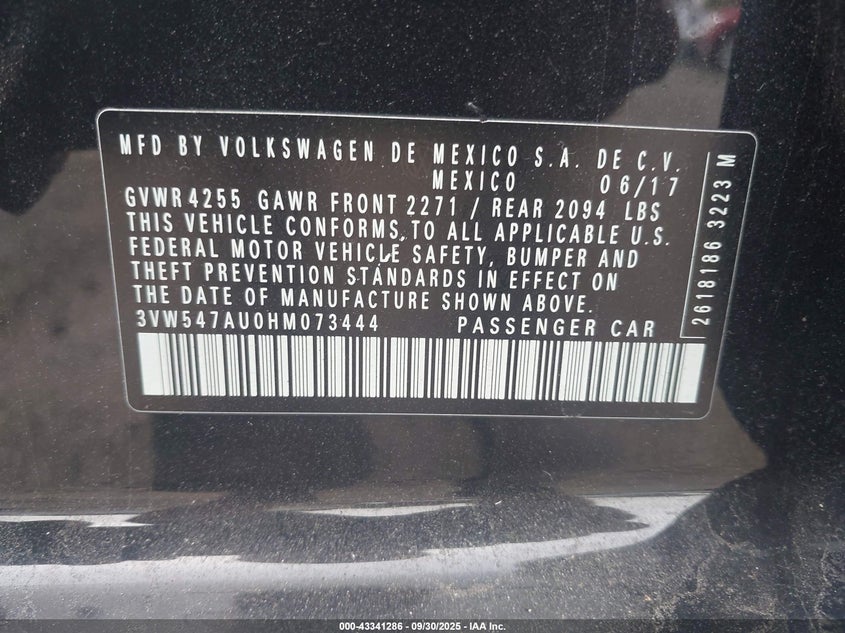 MFD BY VOLKSWAGEN DE MEXICO S.A. DE C.V.
MEXICO 06/17
GVWR 4255 GAWR FRONT 2271 / REAR 2094 LBS
THIS VEHICLE CONFORMS TO ALL APPLICABLE U.S.
FEDERAL MOTOR VEHICLE SAFETY, BUMPER AND
THEFT PREVENTION STANDARDS IN EFFECT ON
THE DATE OF MANUFACTURE SHOWN ABOVE.
3VW547AU0HM073444 PASSENGER CAR
2618186 3223 M
000-43341286 - 09/30/2025 - IAA Inc.